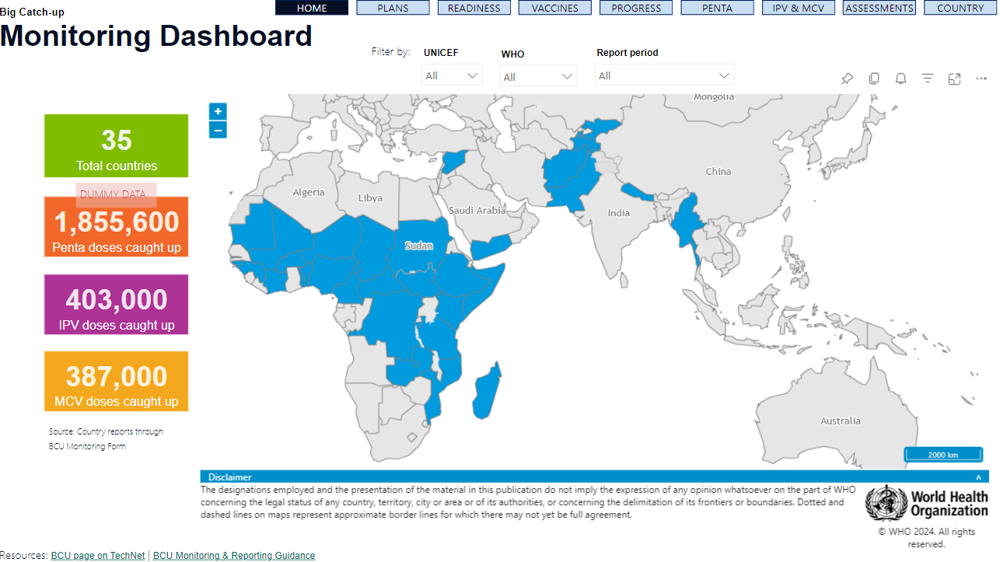 Big Catch-up
HOME
PLANS
READINESS
VACCINES
PROGRESS
PENTA
IPV & MCV
ASSESSMENTS
COUNTRY
Monitoring Dashboard
Filter by:
UNICEF
WHO
Report period
All
All
All
35
Total countries
DUMMY DATA
1,855,600
Penta doses caught up
403,000
IPV doses caught up
387,000
MCV doses caught up
Source: Country reports through
BCU Monitoring Form
+
−
Mongolia
Algeria
Libya
Saudi Arabia
China
India
Sudan
Australia
2000 km
Disclaimer
The designations employed and the presentation of the material in this publication do not imply the expression of any opinion whatsoever on the part of WHO
concerning the legal status of any country, territory, city or area or of its authorities, or concerning the delimitation of its frontiers or boundaries. Dotted and
dashed lines on maps represent approximate border lines for which there may not yet be full agreement.
World Health
Organization
© WHO 2024. All rights
reserved.
Resources: BCU page on TechNet | BCU Monitoring & Reporting Guidance